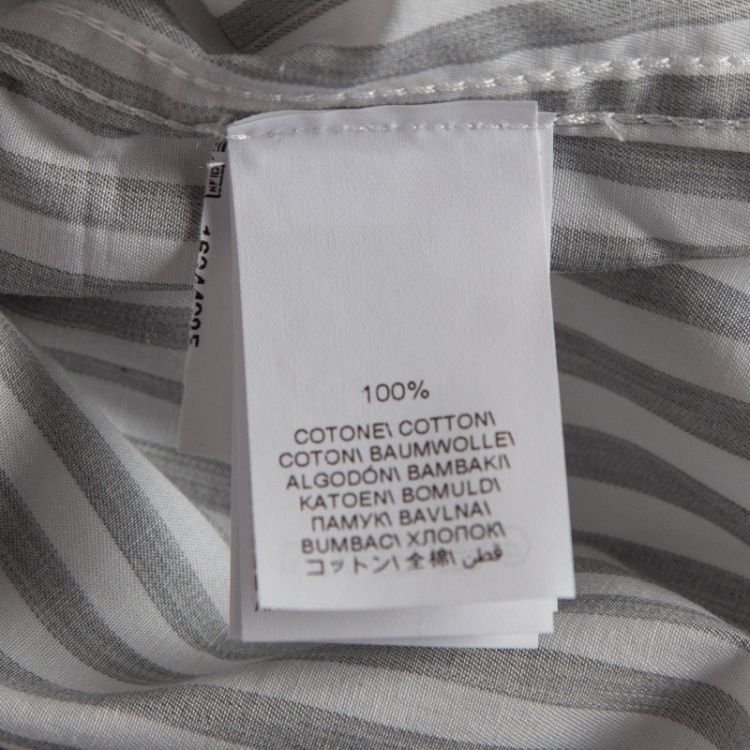 100%
COTONE\ COTTON\
COTON\ BAUMWOLLE\
ALGODÓN\ BAMBAKI\
KATOEN\ BOMULD\
ПАМУК\ BAVLNA\
BUMBAC\ ХЛОПОК\
コットン\ 全棉\ قطن